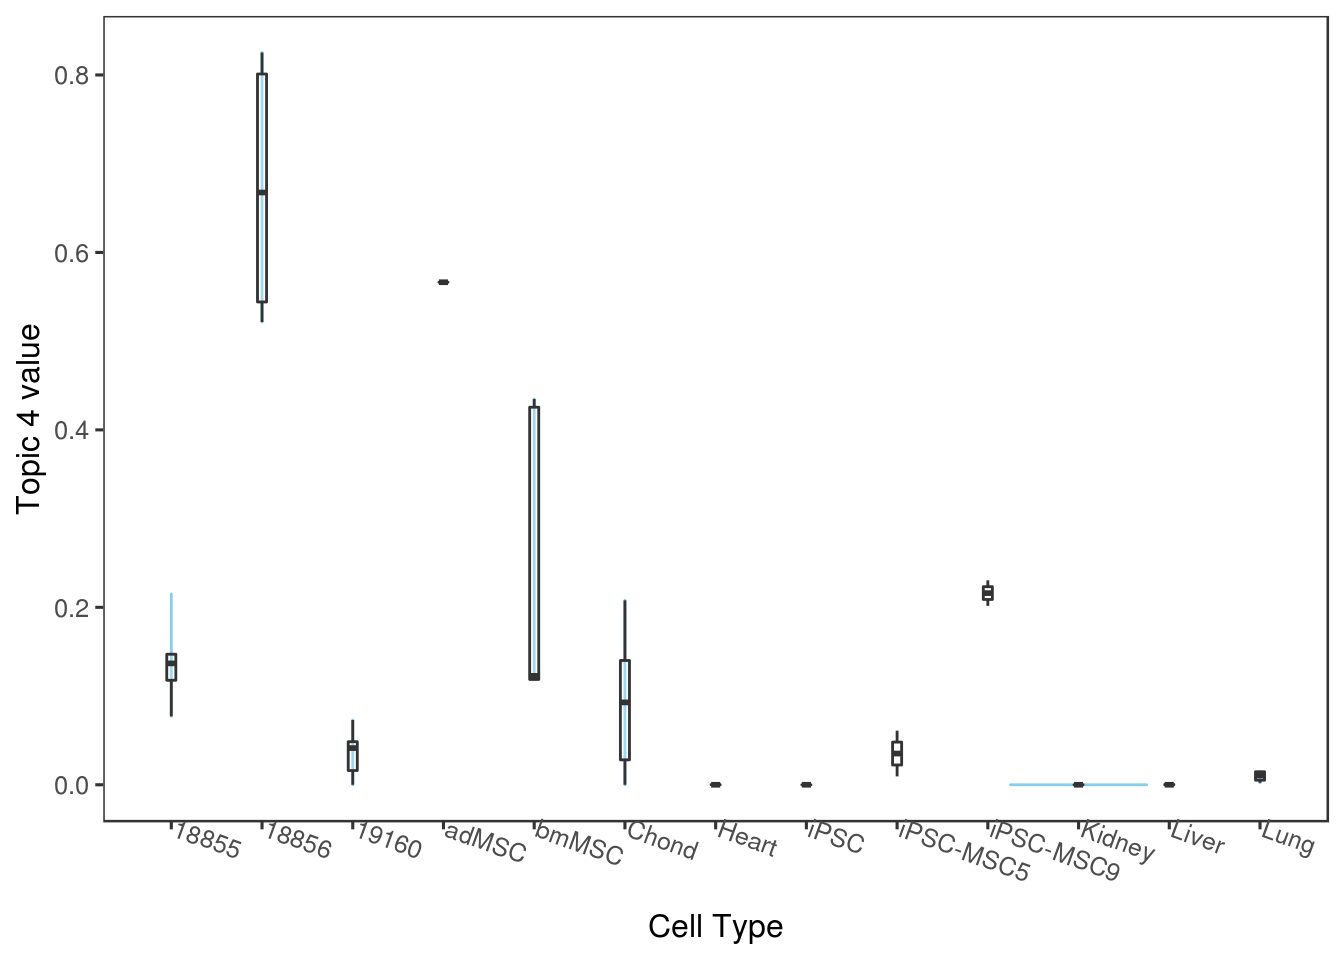 Topic 4 value
0.8
0.6
0.4
0.2
0.0
18855
18856
19160
adMSC
bmMSC
Chond
Heart
iPSC
iPSC-MSC5
iPSC-MSC9
Kidney
Liver
Lung
Cell Type